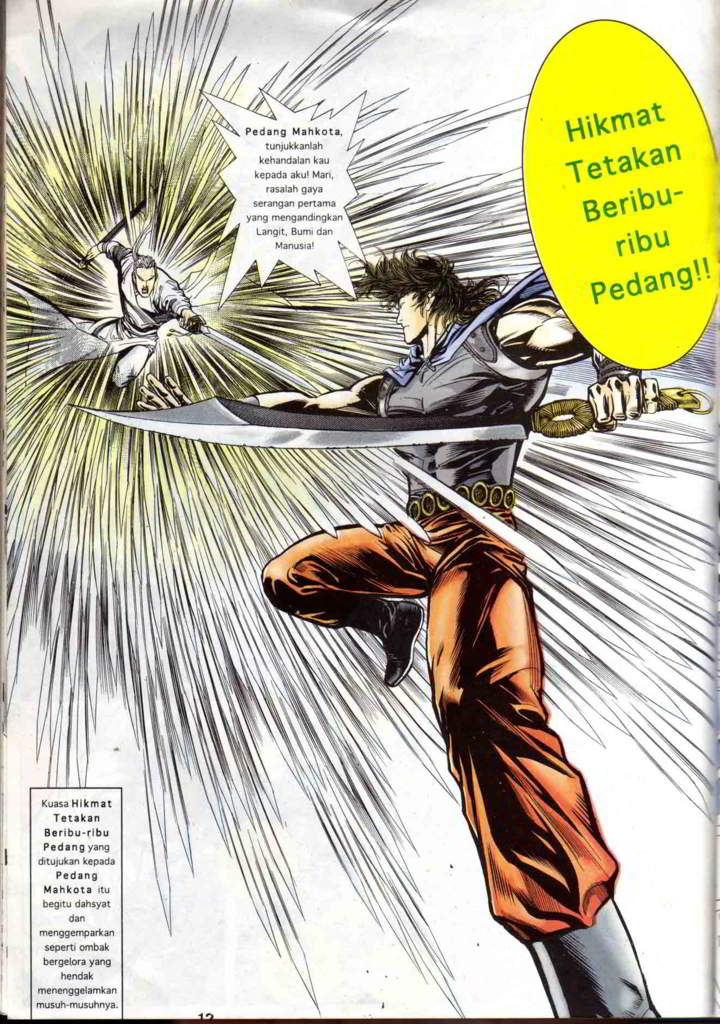 Pedang Mahkota,
tunjukkanlah
kehandalan kau
kepada aku! Mari,
rasalah gaya
serangan pertama
yang mengandingkan
Langit, Bumi dan
Manusia!
Hikmat
Tetakan
Beribu-
ribu
Pedang!!
Kuasa Hikmat
Tetakan
Beribu-ribu
Pedang yang
ditujukan kepada
Pedang
Mahkota itu
begitu dahsyat
dan
menggemparkan
seperti ombak
bergelora yang
hendak
menenggelamkan
musuh-musuhnya.